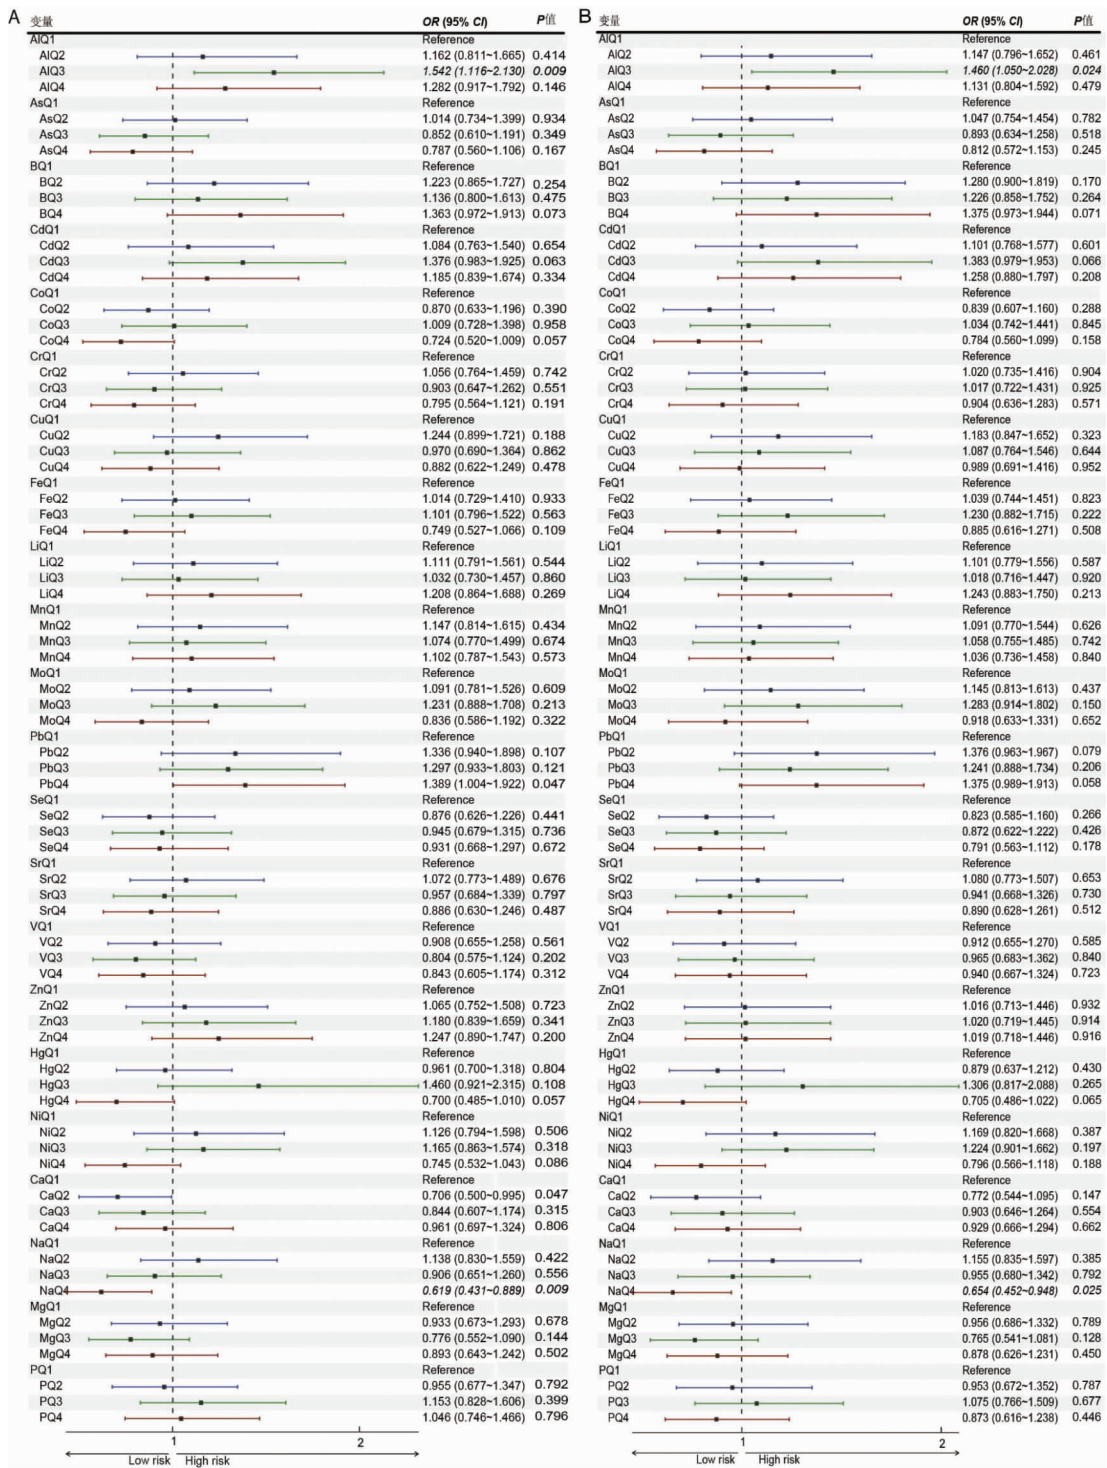 A 变量 OR (95% CI) P值
AlQ1 Reference
AlQ2 1.162 (0.811~1.665) 0.414
AlQ3 1.542 (1.116~2.130) 0.009
AlQ4 1.282 (0.917~1.792) 0.146
AsQ1 Reference
AsQ2 1.014 (0.734~1.399) 0.934
AsQ3 0.852 (0.610~1.191) 0.349
AsQ4 0.787 (0.560~1.106) 0.167
BQ1 Reference
BQ2 1.223 (0.865~1.727) 0.254
BQ3 1.136 (0.800~1.613) 0.475
BQ4 1.363 (0.972~1.913) 0.073
CdQ1 Reference
CdQ2 1.084 (0.763~1.540) 0.654
CdQ3 1.376 (0.983~1.925) 0.063
CdQ4 1.185 (0.839~1.674) 0.334
CoQ1 Reference
CoQ2 0.870 (0.633~1.196) 0.390
CoQ3 1.009 (0.728~1.398) 0.958
CoQ4 0.724 (0.520~1.009) 0.057
CrQ1 Reference
CrQ2 1.056 (0.764~1.459) 0.742
CrQ3 0.903 (0.647~1.262) 0.551
CrQ4 0.795 (0.564~1.121) 0.191
CuQ1 Reference
CuQ2 1.244 (0.899~1.721) 0.188
CuQ3 0.970 (0.690~1.364) 0.862
CuQ4 0.882 (0.622~1.249) 0.478
FeQ1 Reference
FeQ2 1.014 (0.729~1.410) 0.933
FeQ3 1.101 (0.796~1.522) 0.563
FeQ4 0.749 (0.527~1.066) 0.109
LiQ1 Reference
LiQ2 1.111 (0.791~1.561) 0.544
LiQ3 1.032 (0.730~1.457) 0.860
LiQ4 1.208 (0.864~1.688) 0.269
MnQ1 Reference
MnQ2 1.147 (0.814~1.615) 0.434
MnQ3 1.074 (0.770~1.499) 0.674
MnQ4 1.102 (0.787~1.543) 0.573
MoQ1 Reference
MoQ2 1.091 (0.781~1.526) 0.609
MoQ3 1.231 (0.888~1.708) 0.213
MoQ4 0.836 (0.586~1.192) 0.322
PbQ1 Reference
PbQ2 1.336 (0.940~1.898) 0.107
PbQ3 1.297 (0.933~1.803) 0.121
PbQ4 1.389 (1.004~1.922) 0.047
SeQ1 Reference
SeQ2 0.876 (0.626~1.226) 0.441
SeQ3 0.945 (0.679~1.315) 0.736
SeQ4 0.931 (0.668~1.297) 0.672
SrQ1 Reference
SrQ2 1.072 (0.773~1.489) 0.676
SrQ3 0.957 (0.684~1.339) 0.797
SrQ4 0.886 (0.630~1.246) 0.487
VQ1 Reference
VQ2 0.908 (0.655~1.258) 0.561
VQ3 0.804 (0.575~1.124) 0.202
VQ4 0.843 (0.605~1.174) 0.312
ZnQ1 Reference
ZnQ2 1.065 (0.752~1.508) 0.723
ZnQ3 1.180 (0.839~1.659) 0.341
ZnQ4 1.247 (0.890~1.747) 0.200
HgQ1 Reference
HgQ2 0.961 (0.700~1.318) 0.804
HgQ3 1.460 (0.921~2.315) 0.108
HgQ4 0.700 (0.485~1.010) 0.057
NiQ1 Reference
NiQ2 1.126 (0.794~1.598) 0.506
NiQ3 1.165 (0.863~1.574) 0.318
NiQ4 0.745 (0.532~1.043) 0.086
CaQ1 Reference
CaQ2 0.706 (0.500~0.995) 0.047
CaQ3 0.844 (0.607~1.174) 0.315
CaQ4 0.961 (0.697~1.324) 0.806
NaQ1 Reference
NaQ2 1.138 (0.830~1.559) 0.422
NaQ3 0.906 (0.651~1.260) 0.556
NaQ4 0.619 (0.431~0.889) 0.009
MgQ1 Reference
MgQ2 0.933 (0.673~1.293) 0.678
MgQ3 0.776 (0.552~1.090) 0.144
MgQ4 0.893 (0.643~1.242) 0.502
PQ1 Reference
PQ2 0.955 (0.677~1.347) 0.792
PQ3 1.153 (0.828~1.606) 0.399
PQ4 1.046 (0.746~1.466) 0.796
1 2
Low risk High risk
B 变量 OR (95% CI) P值
AlQ1 Reference
AlQ2 1.147 (0.796~1.652) 0.461
AlQ3 1.460 (1.050~2.028) 0.024
AlQ4 1.131 (0.804~1.592) 0.479
AsQ1 Reference
AsQ2 1.047 (0.754~1.454) 0.782
AsQ3 0.893 (0.634~1.258) 0.518
AsQ4 0.812 (0.572~1.153) 0.245
BQ1 Reference
BQ2 1.280 (0.900~1.819) 0.170
BQ3 1.226 (0.858~1.752) 0.264
BQ4 1.375 (0.973~1.944) 0.071
CdQ1 Reference
CdQ2 1.101 (0.768~1.577) 0.601
CdQ3 1.383 (0.979~1.953) 0.066
CdQ4 1.258 (0.880~1.797) 0.208
CoQ1 Reference
CoQ2 0.839 (0.607~1.160) 0.288
CoQ3 1.034 (0.742~1.441) 0.845
CoQ4 0.784 (0.560~1.099) 0.158
CrQ1 Reference
CrQ2 1.020 (0.735~1.416) 0.904
CrQ3 1.017 (0.722~1.431) 0.925
CrQ4 0.904 (0.636~1.283) 0.571
CuQ1 Reference
CuQ2 1.183 (0.847~1.652) 0.323
CuQ3 1.087 (0.764~1.546) 0.644
CuQ4 0.989 (0.691~1.416) 0.952
FeQ1 Reference
FeQ2 1.039 (0.744~1.451) 0.823
FeQ3 1.230 (0.882~1.715) 0.222
FeQ4 0.885 (0.616~1.271) 0.508
LiQ1 Reference
LiQ2 1.101 (0.779~1.556) 0.587
LiQ3 1.018 (0.716~1.447) 0.920
LiQ4 1.243 (0.883~1.750) 0.213
MnQ1 Reference
MnQ2 1.091 (0.770~1.544) 0.626
MnQ3 1.058 (0.755~1.485) 0.742
MnQ4 1.036 (0.736~1.458) 0.840
MoQ1 Reference
MoQ2 1.145 (0.813~1.613) 0.437
MoQ3 1.283 (0.914~1.802) 0.150
MoQ4 0.918 (0.633~1.331) 0.652
PbQ1 Reference
PbQ2 1.376 (0.963~1.967) 0.079
PbQ3 1.241 (0.888~1.734) 0.206
PbQ4 1.375 (0.989~1.913) 0.058
SeQ1 Reference
SeQ2 0.823 (0.585~1.160) 0.266
SeQ3 0.872 (0.622~1.222) 0.426
SeQ4 0.791 (0.563~1.112) 0.178
SrQ1 Reference
SrQ2 1.080 (0.773~1.507) 0.653
SrQ3 0.941 (0.668~1.326) 0.730
SrQ4 0.890 (0.628~1.261) 0.512
VQ1 Reference
VQ2 0.912 (0.655~1.270) 0.585
VQ3 0.965 (0.683~1.362) 0.840
VQ4 0.940 (0.667~1.324) 0.723
ZnQ1 Reference
ZnQ2 1.016 (0.713~1.446) 0.932
ZnQ3 1.020 (0.719~1.445) 0.914
ZnQ4 1.019 (0.718~1.446) 0.916
HgQ1 Reference
HgQ2 0.879 (0.637~1.212) 0.430
HgQ3 1.306 (0.817~2.088) 0.265
HgQ4 0.705 (0.486~1.022) 0.065
NiQ1 Reference
NiQ2 1.169 (0.820~1.668) 0.387
NiQ3 1.224 (0.901~1.662) 0.197
NiQ4 0.796 (0.566~1.118) 0.188
CaQ1 Reference
CaQ2 0.772 (0.544~1.095) 0.147
CaQ3 0.903 (0.646~1.264) 0.554
CaQ4 0.929 (0.666~1.294) 0.662
NaQ1 Reference
NaQ2 1.155 (0.835~1.597) 0.385
NaQ3 0.955 (0.680~1.342) 0.792
NaQ4 0.654 (0.452~0.948) 0.025
MgQ1 Reference
MgQ2 0.956 (0.686~1.332) 0.789
MgQ3 0.765 (0.541~1.081) 0.128
MgQ4 0.878 (0.626~1.231) 0.450
PQ1 Reference
PQ2 0.953 (0.672~1.352) 0.787
PQ3 1.075 (0.766~1.509) 0.677
PQ4 0.873 (0.616~1.238) 0.446
1 2
Low risk High risk